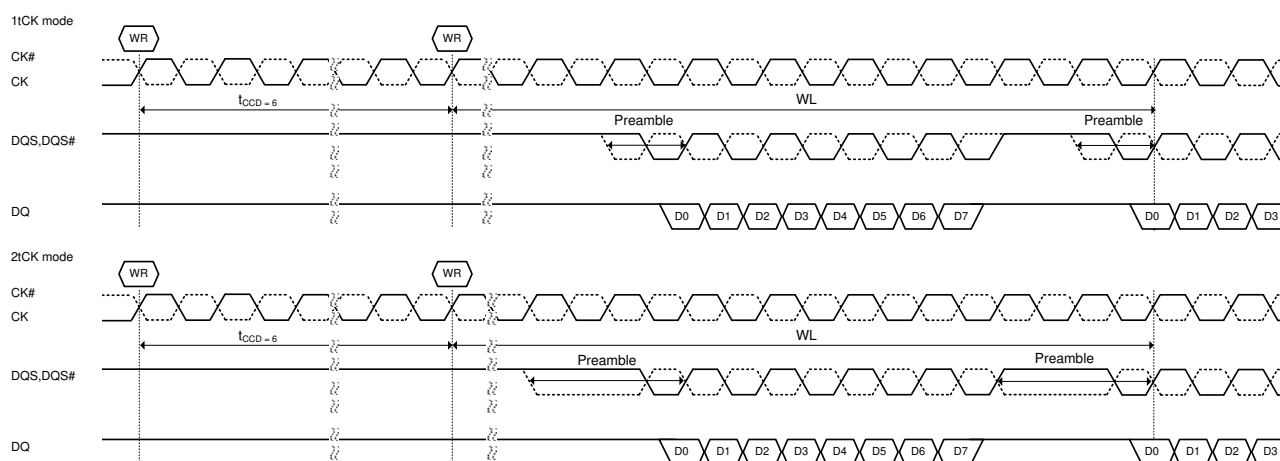 1tCK mode
WR WR
CK#
CK
tCCD = 6 WL
Preamble Preamble
DQS,DQS#
DQ D0 D1 D2 D3 D4 D5 D6 D7 D0 D1 D2 D3
2tCK mode
WR WR
CK#
CK
tCCD = 6 WL
Preamble Preamble
DQS,DQS#
DQ D0 D1 D2 D3 D4 D5 D6 D7 D0 D1 D2 D3